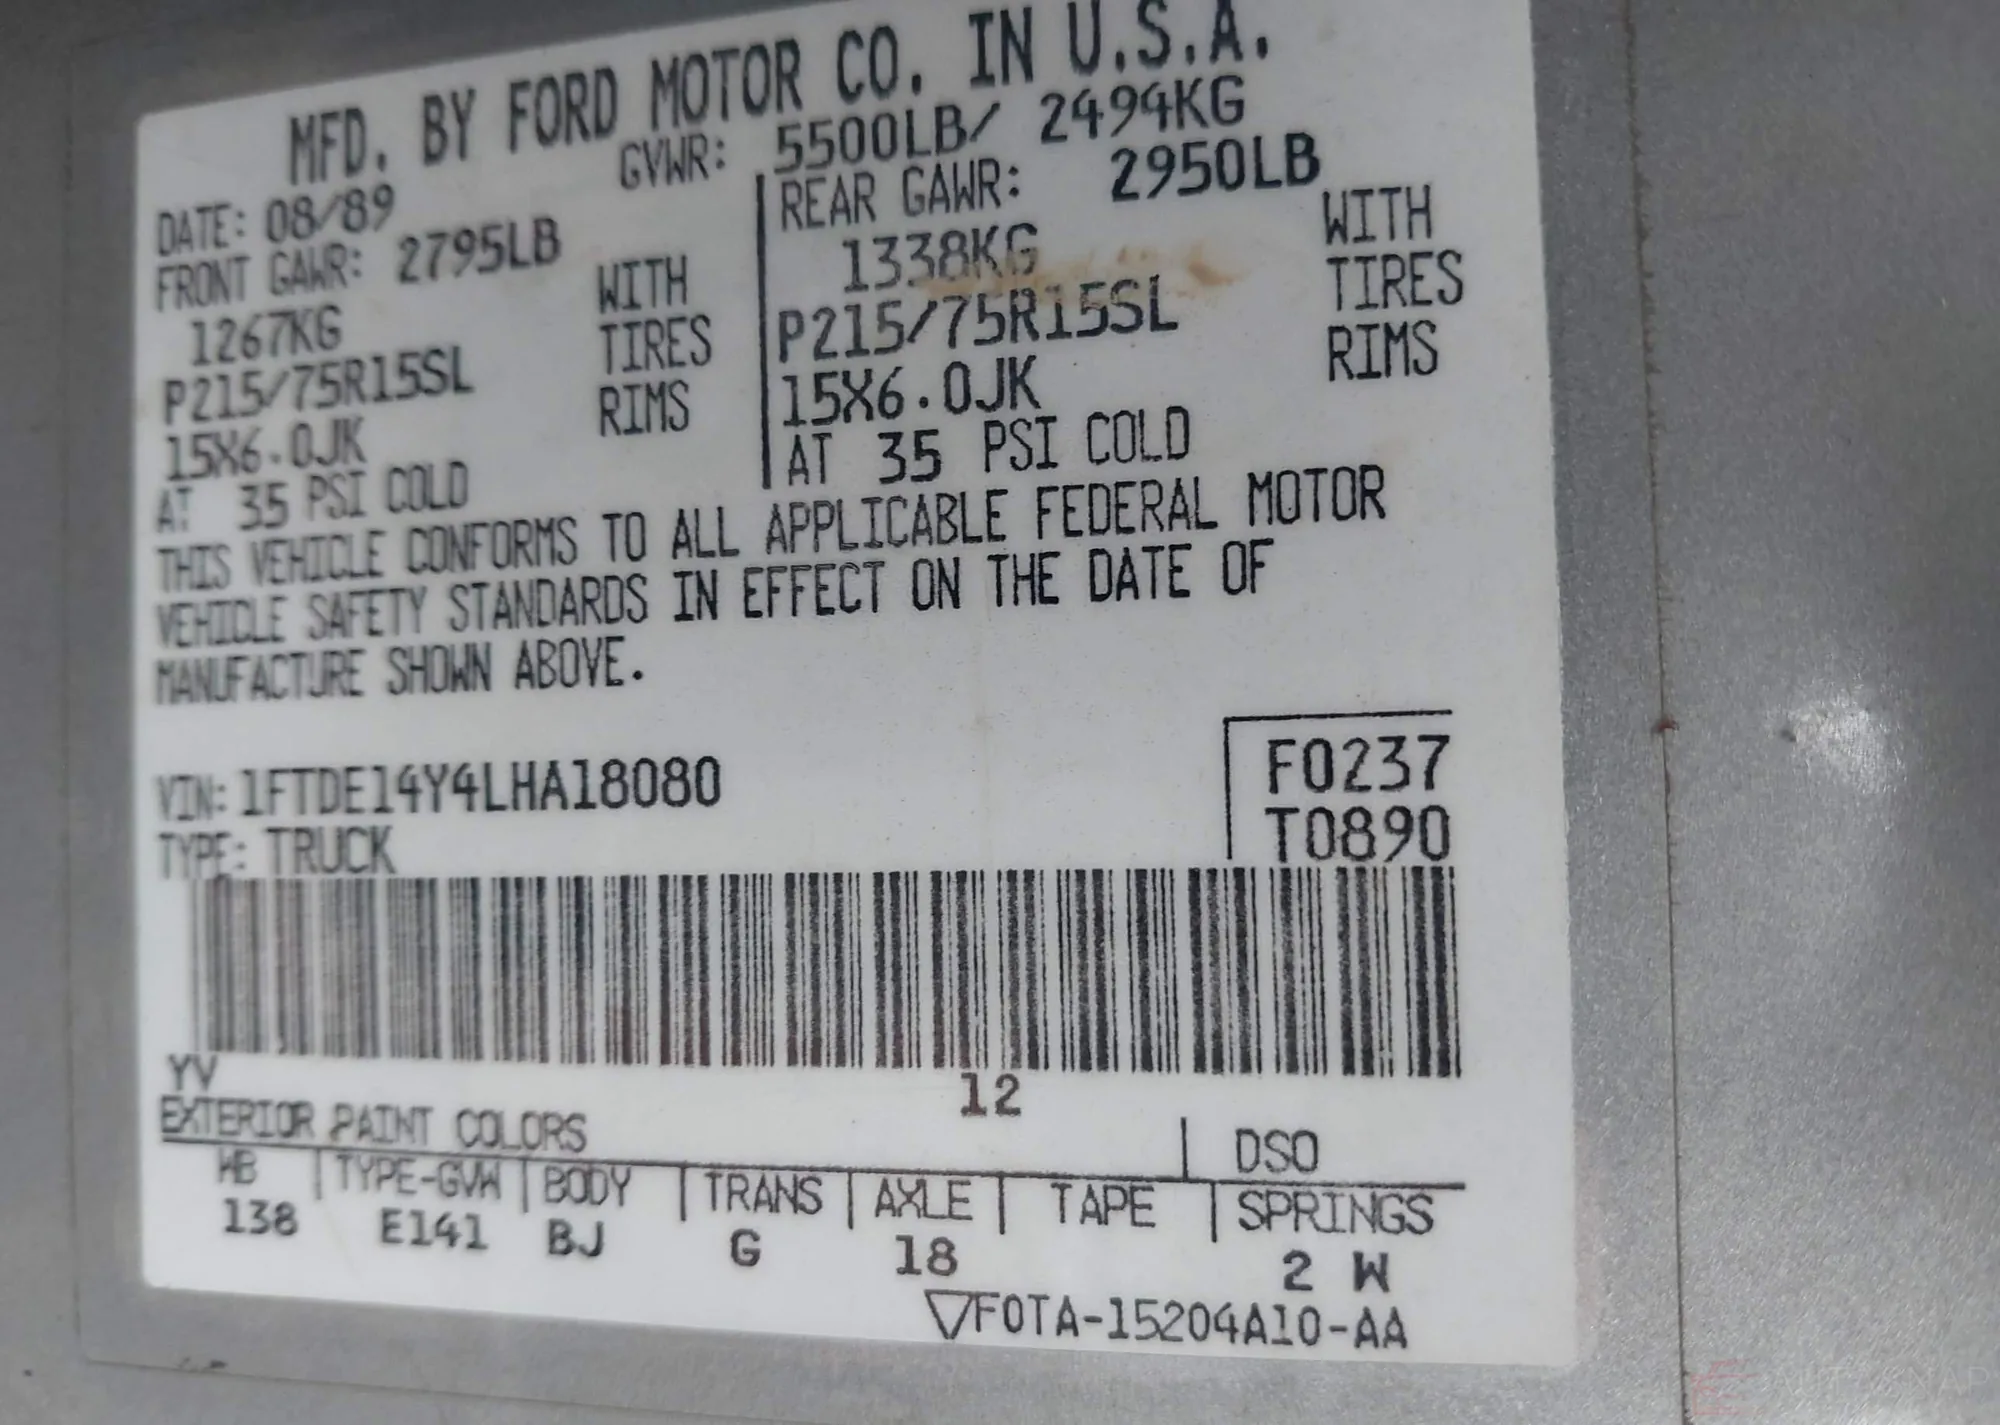 MFD. BY FORD MOTOR CO. IN U.S.A.
DATE: 08/89 GVWR: 5500LB/ 2494KG
FRONT GAWR: 2795LB REAR GAWR: 2950LB
1267KG WITH 1338KG WITH
P215/75R15SL TIRES P215/75R15SL TIRES
15X6.0JK RIMS 15X6.0JK RIMS
AT 35 PSI COLD AT 35 PSI COLD
THIS VEHICLE CONFORMS TO ALL APPLICABLE FEDERAL MOTOR
VEHICLE SAFETY STANDARDS IN EFFECT ON THE DATE OF
MANUFACTURE SHOWN ABOVE.
F0237
VIN: 1FTDE14Y4LHA18080
T0890
TYPE: TRUCK
YV 12
EXTERIOR PAINT COLORS DSO
WB TYPE-GVW BODY TRANS AXLE TAPE SPRINGS
138 E141 BJ G 18 2 W
▽F0TA-15204A10-AA